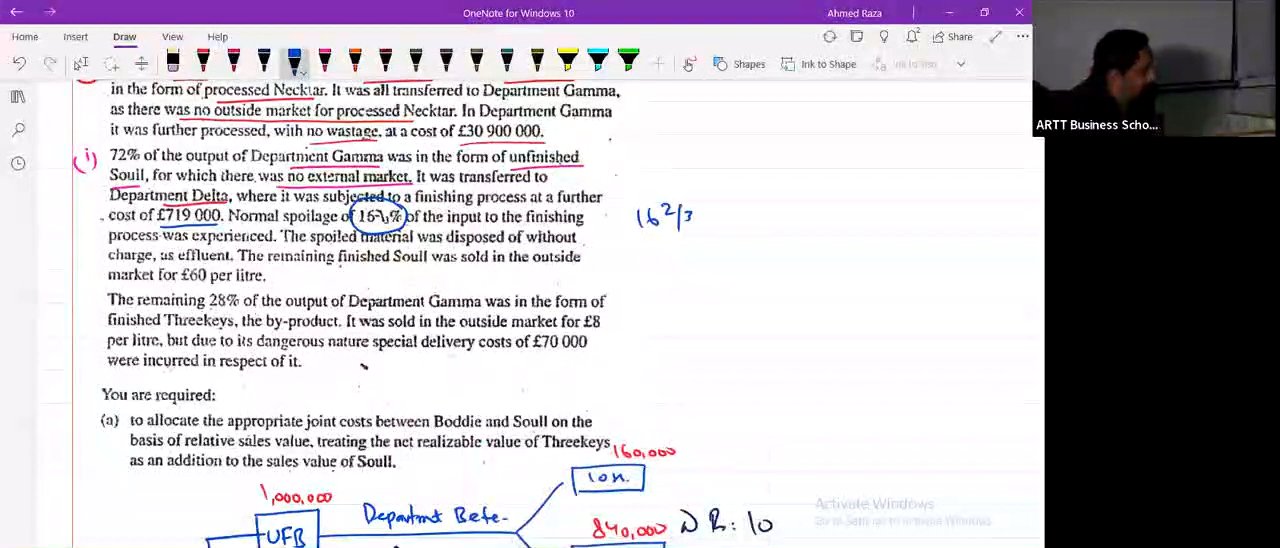 OneNote for Windows 10
Ahmed Raza
Home Insert Draw View Help
Share
Shapes
Ink to Shape
Ink to Math
ARTT Business Scho...
in the form of processed Necktar. It was all transferred to Department Gamma,
as there was no outside market for processed Necktar. In Department Gamma
it was further processed, with no wastage, at a cost of £30 900 000.
(i) 72% of the output of Department Gamma was in the form of unfinished
Soull, for which there was no external market. It was transferred to
Department Delta, where it was subjected to a finishing process at a further
cost of £719 000. Normal spoilage of of the input to the finishing
16 2/3
process was experienced. The spoiled material was disposed of without
charge, as effluent. The remaining finished Soull was sold in the outside
market for £60 per litre.
The remaining 28% of the output of Department Gamma was in the form of
finished Threekeys, the by-product. It was sold in the outside market for £8
per litre, but due to its dangerous nature special delivery costs of £70 000
were incurred in respect of it.
You are required:
(a) to allocate the appropriate joint costs between Boddie and Soull on the
basis of relative sales value, treating the net realizable value of Threekeys
as an addition to the sales value of Soull.
160,000
1,000,000
Activate Windows
Go to Settings to activate Windows.
840,000
UFB